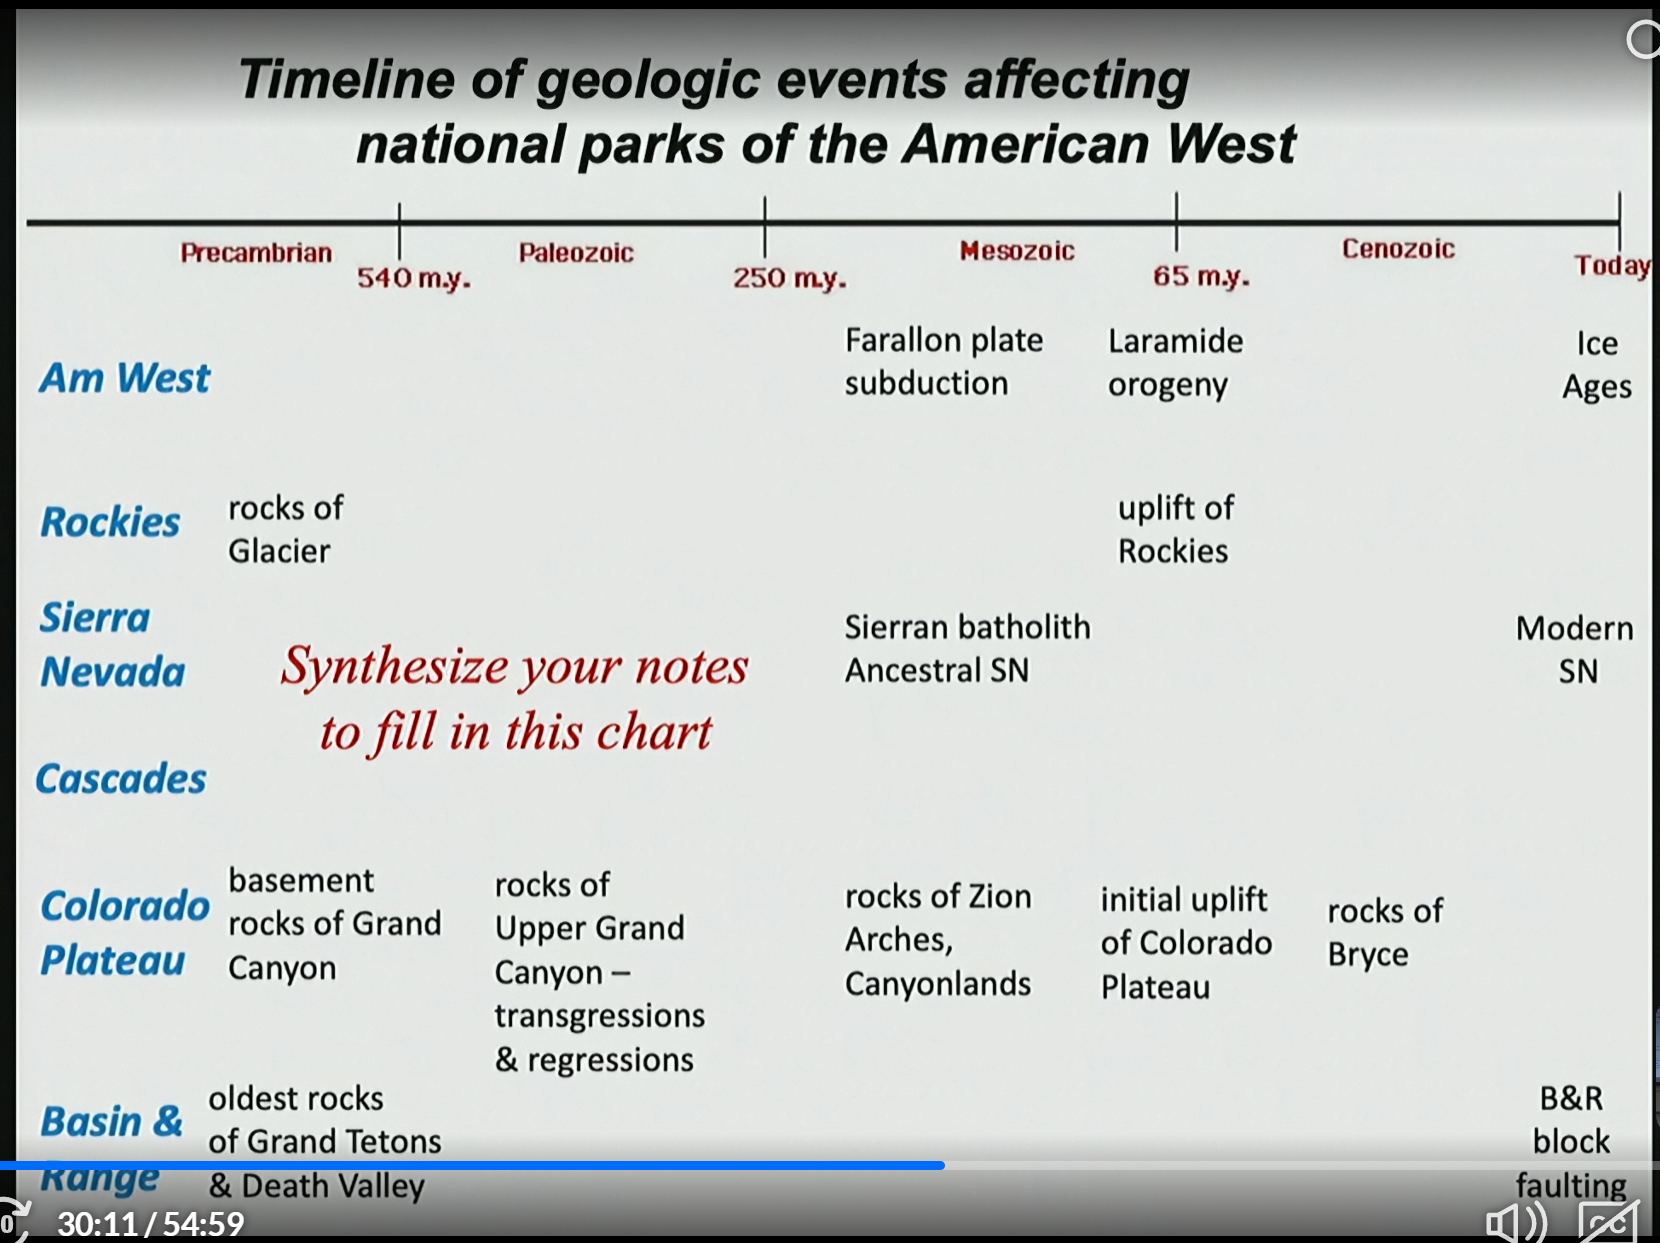 Timeline of geologic events affecting
national parks of the American West
Precambrian
540 m.y.
Paleozoic
250 m.y.
Mesozoic
65 m.y.
Cenozoic
Today
Am West
Farallon plate
subduction
Laramide
orogeny
Ice
Ages
Rockies
rocks of
Glacier
uplift of
Rockies
Sierra
Nevada
Synthesize your notes
to fill in this chart
Sierran batholith
Ancestral SN
Modern
SN
Cascades
Colorado
Plateau
basement
rocks of Grand
Canyon
rocks of
Upper Grand
Canyon –
transgressions
& regressions
rocks of Zion
Arches,
Canyonlands
initial uplift
of Colorado
Plateau
rocks of
Bryce
Basin &
Range
oldest rocks
of Grand Tetons
& Death Valley
B&R
block
faulting
0
30:11 / 54:59
CC